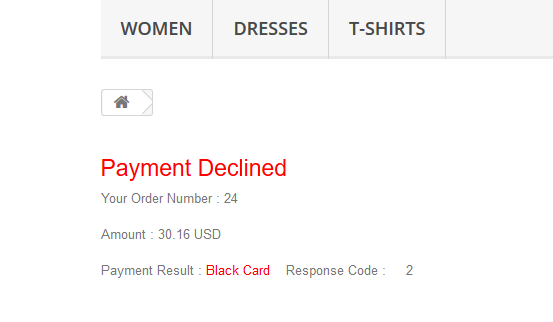 WOMEN DRESSES T-SHIRTS
Payment Declined
Your Order Number : 24
Amount : 30.16 USD
Payment Result : Black Card Response Code : 2